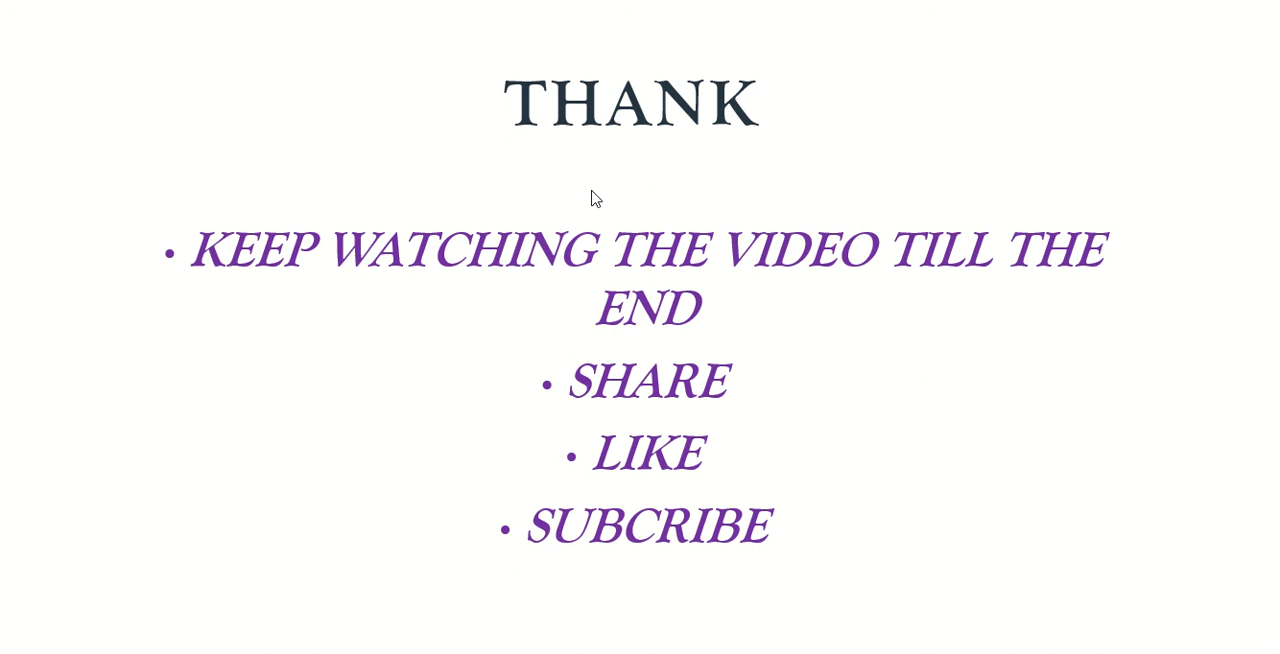 THANK
• KEEP WATCHING THE VIDEO TILL THE
END
• SHARE
• LIKE
• SUBCRIBE